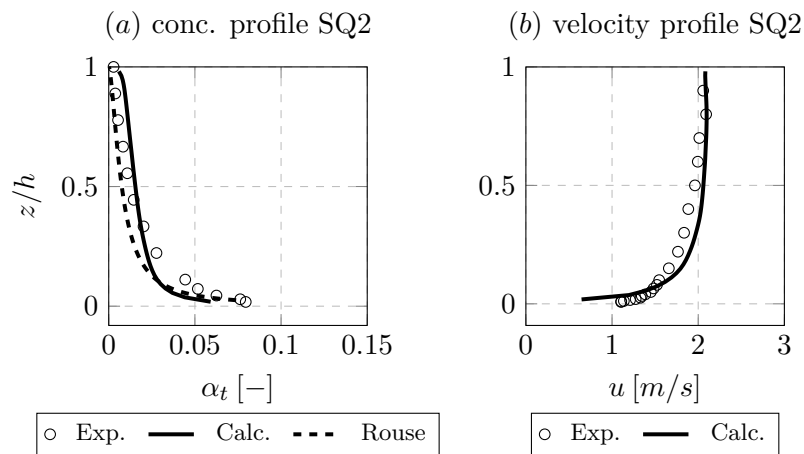 (a) conc. profile SQ2
1
0.5
0
z/h
0
0.05
0.1
0.15
α_t [−]
Exp.
Calc.
Rouse
(b) velocity profile SQ2
1
0.5
0
0
1
2
3
u [m/s]
Exp.
Calc.